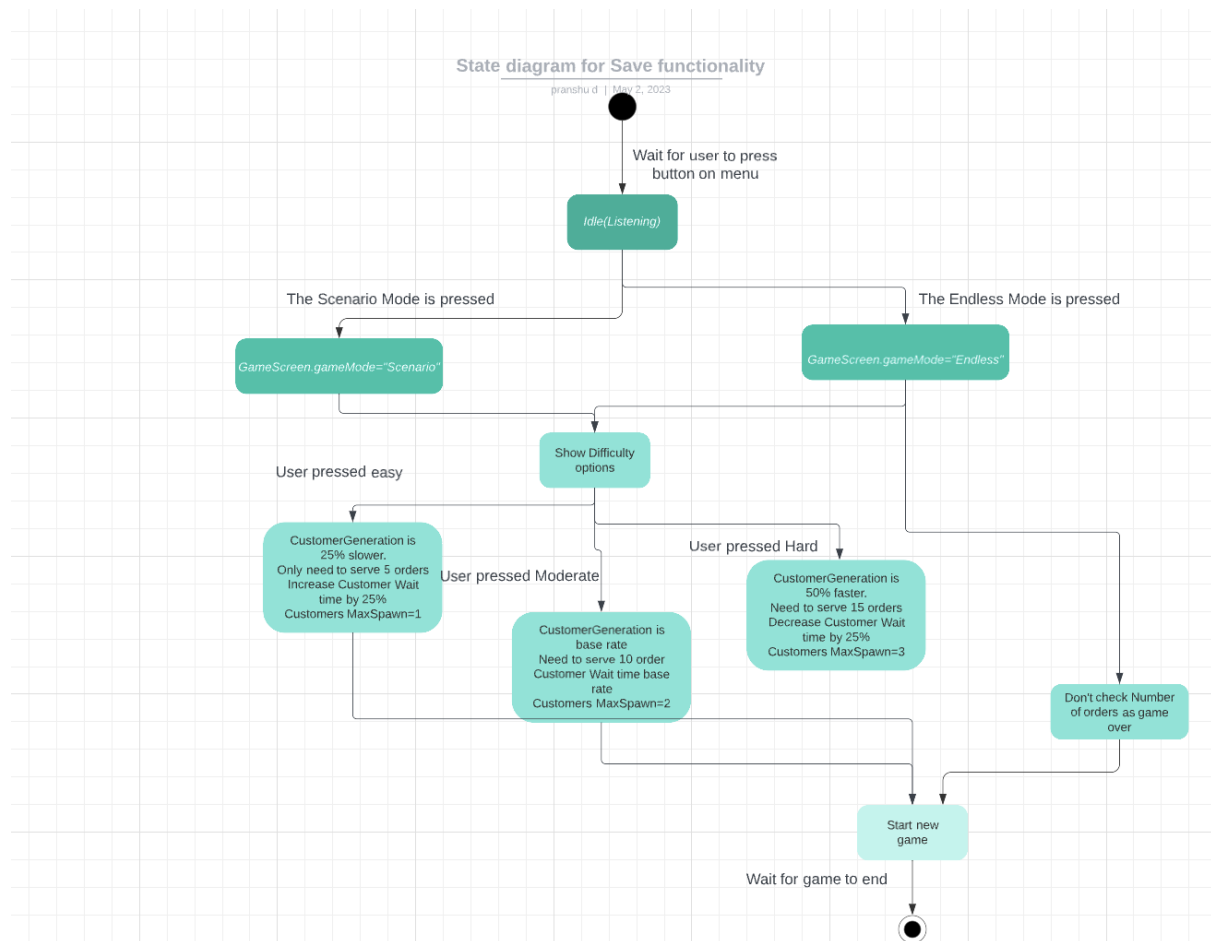 State diagram for Save functionality
pranshu d | May 2, 2023
Wait for user to press
button on menu
Idle(Listening)
The Scenario Mode is pressed
The Endless Mode is pressed
GameScreen.gameMode="Scenario"
GameScreen.gameMode="Endless"
Show Difficulty
options
User pressed easy
CustomerGeneration is
25% slower.
Only need to serve 5 orders
Increase Customer Wait
time by 25%
Customers MaxSpawn=1
User pressed Moderate
CustomerGeneration is
base rate
Need to serve 10 order
Customer Wait time base
rate
Customers MaxSpawn=2
User pressed Hard
CustomerGeneration is
50% faster.
Need to serve 15 orders
Decrease Customer Wait
time by 25%
Customers MaxSpawn=3
Don't check Number
of orders as game
over
Start new
game
Wait for game to end